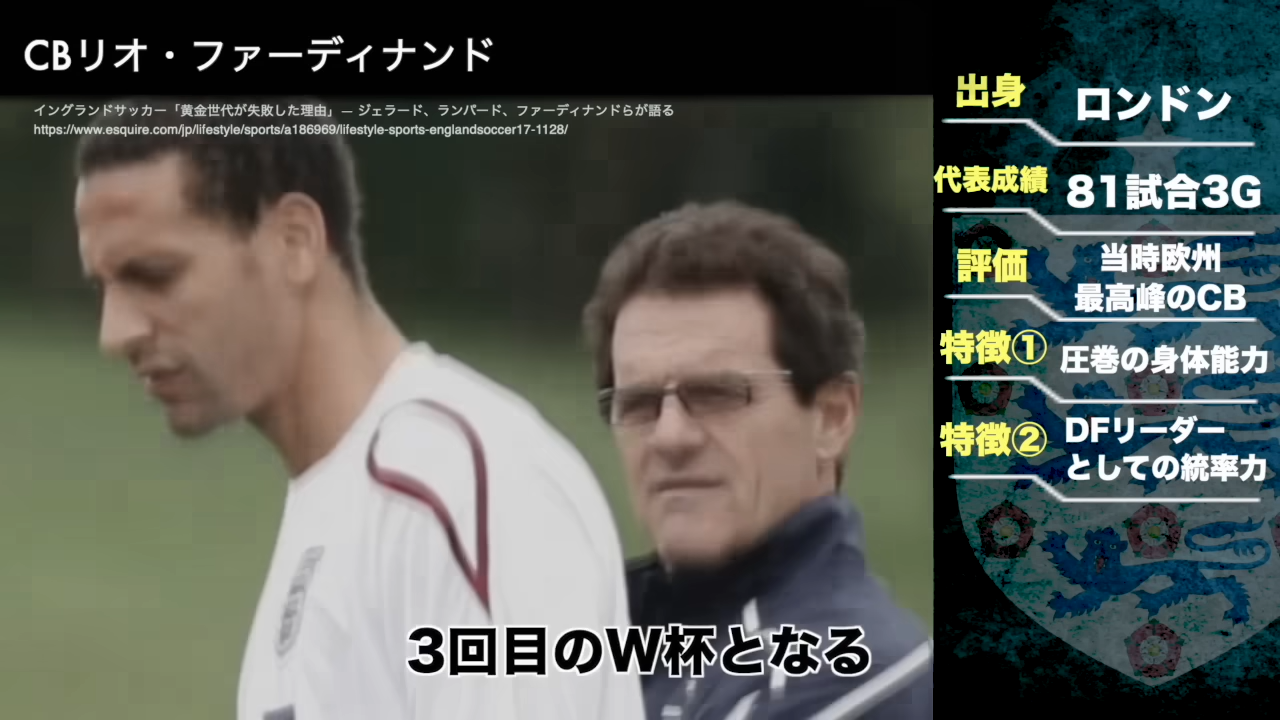 CBリオ・ファーディナンド
イングランドサッカー「黄金世代が失敗した理由」― ジェラード、ランパード、ファーディナンドらが語る
https://www.esquire.com/jp/lifestyle/sports/a186969/lifestyle-sports-englandsoccer17-1128/
出身
ロンドン
代表成績
81試合3G
評価
当時欧州
最高峰のCB
特徴①
圧巻の身体能力
特徴②
DFリーダー
としての統率力
3回目のW杯となる